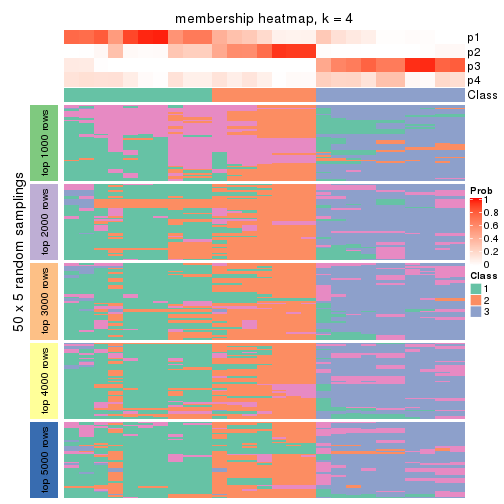 membership heatmap, k = 4
p1
p2
p3
p4
Class
50 x 5 random samplings
top 1000 rows
top 2000 rows
top 3000 rows
top 4000 rows
top 5000 rows
Prob
1
0.8
0.6
0.4
0.2
0
Class
1
2
3